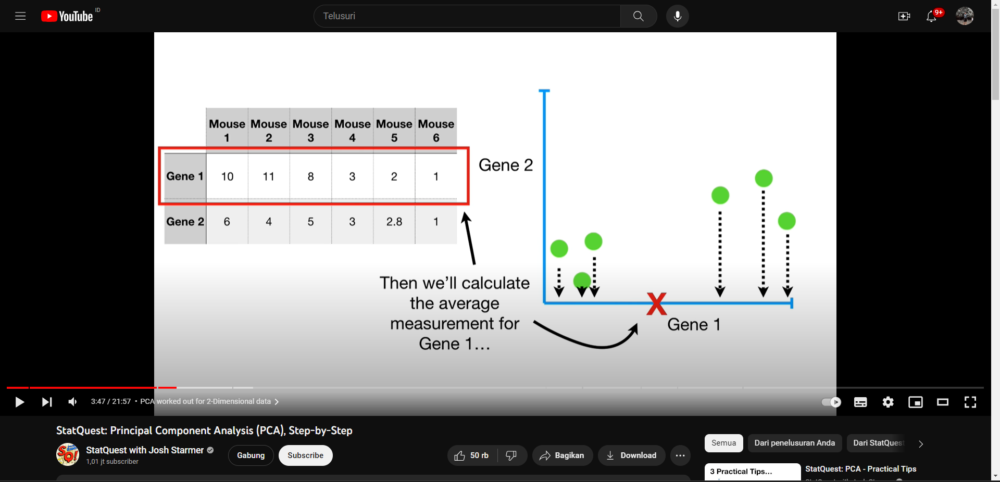 YouTube ID
Telusuri
9+
Mouse 1 Mouse 2 Mouse 3 Mouse 4 Mouse 5 Mouse 6
Gene 1 10 11 8 3 2 1
Gene 2 6 4 5 3 2.8 1
Gene 2
Then we'll calculate
the average
measurement for
Gene 1...
X
Gene 1
3:47 / 21:57 • PCA worked out for 2-Dimensional data
StatQuest: Principal Component Analysis (PCA), Step-by-Step
SQ!
StatQuest with Josh Starmer
1,01 jt subscriber
Gabung
Subscribe
50 rb
Bagikan
Download
Semua
Dari penelusuran Anda
Dari StatQuest
3 Practical Tips...
StatQuest: PCA - Practical Tips